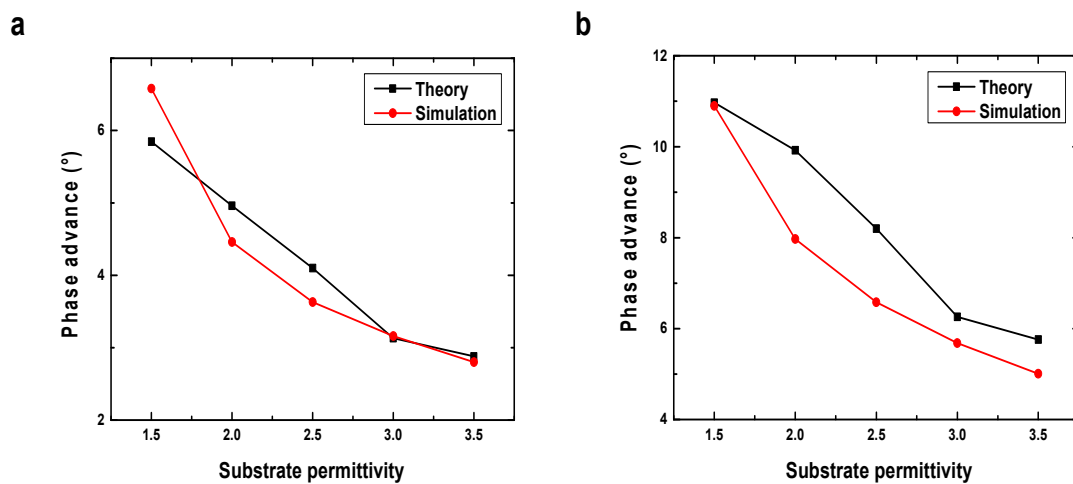 a
Phase advance (°)
6
4
2
1.5 2.0 2.5 3.0 3.5
Substrate permittivity
Theory
Simulation
b
Phase advance (°)
12
10
8
6
4
1.5 2.0 2.5 3.0 3.5
Substrate permittivity
Theory
Simulation